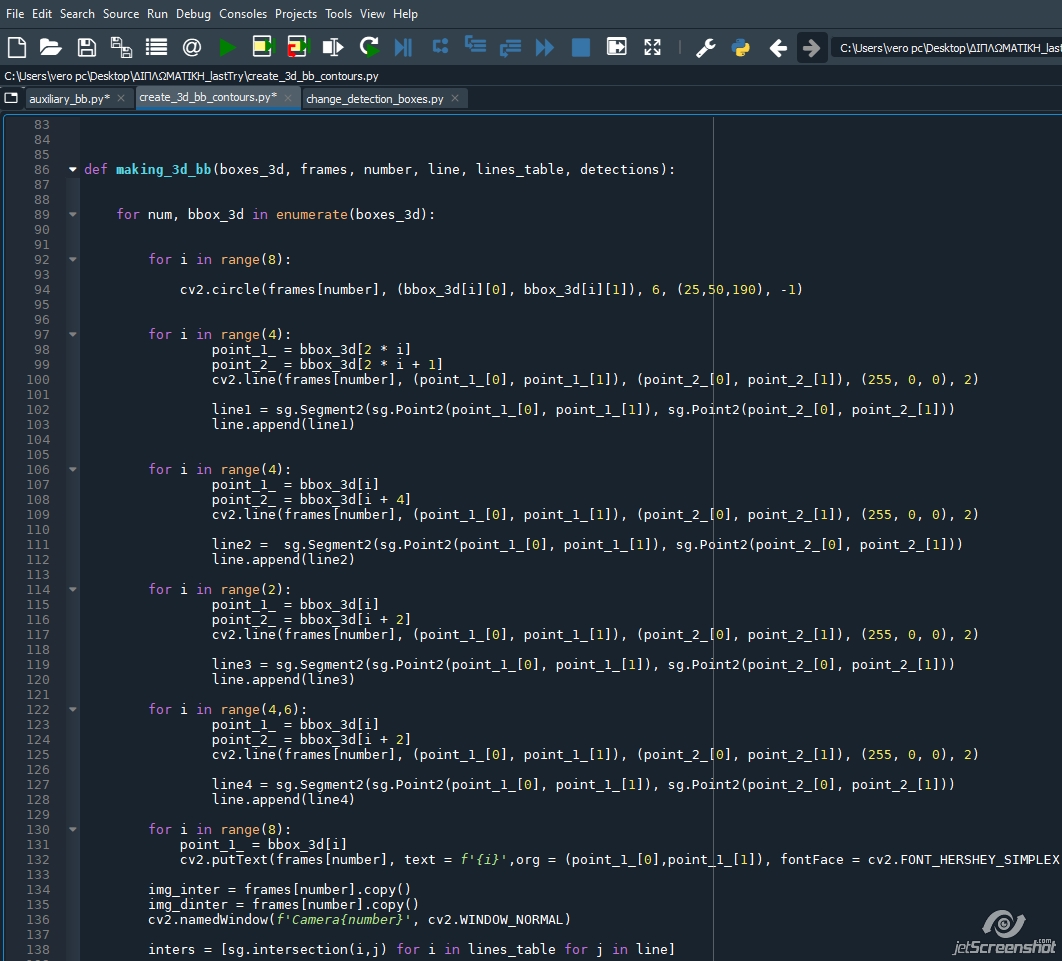 File Edit Search Source Run Debug Consoles Projects Tools View Help
C:\Users\vero pc\Desktop\ΔΙΠΛΩΜΑΤΙΚΗ_last
C:\Users\vero pc\Desktop\ΔΙΠΛΩΜΑΤΙΚΗ_lastTry\create_3d_bb_contours.py
auxiliary_bb.py* create_3d_bb_contours.py* change_detection_boxes.py
83
84
85
86 def making_3d_bb(boxes_3d, frames, number, line, lines_table, detections):
87
88
89 for num, bbox_3d in enumerate(boxes_3d):
90
91
92 for i in range(8):
93
94 cv2.circle(frames[number], (bbox_3d[i][0], bbox_3d[i][1]), 6, (25,50,190), -1)
95
96
97 for i in range(4):
98 point_1_ = bbox_3d[2 * i]
99 point_2_ = bbox_3d[2 * i + 1]
100 cv2.line(frames[number], (point_1_[0], point_1_[1]), (point_2_[0], point_2_[1]), (255, 0, 0), 2)
101
102 line1 = sg.Segment2(sg.Point2(point_1_[0], point_1_[1]), sg.Point2(point_2_[0], point_2_[1]))
103 line.append(line1)
104
105
106 for i in range(4):
107 point_1_ = bbox_3d[i]
108 point_2_ = bbox_3d[i + 4]
109 cv2.line(frames[number], (point_1_[0], point_1_[1]), (point_2_[0], point_2_[1]), (255, 0, 0), 2)
110
111 line2 =  sg.Segment2(sg.Point2(point_1_[0], point_1_[1]), sg.Point2(point_2_[0], point_2_[1]))
112 line.append(line2)
113
114 for i in range(2):
115 point_1_ = bbox_3d[i]
116 point_2_ = bbox_3d[i + 2]
117 cv2.line(frames[number], (point_1_[0], point_1_[1]), (point_2_[0], point_2_[1]), (255, 0, 0), 2)
118
119 line3 = sg.Segment2(sg.Point2(point_1_[0], point_1_[1]), sg.Point2(point_2_[0], point_2_[1]))
120 line.append(line3)
121
122 for i in range(4,6):
123 point_1_ = bbox_3d[i]
124 point_2_ = bbox_3d[i + 2]
125 cv2.line(frames[number], (point_1_[0], point_1_[1]), (point_2_[0], point_2_[1]), (255, 0, 0), 2)
126
127 line4 = sg.Segment2(sg.Point2(point_1_[0], point_1_[1]), sg.Point2(point_2_[0], point_2_[1]))
128 line.append(line4)
129
130 for i in range(8):
131 point_1_ = bbox_3d[i]
132 cv2.putText(frames[number], text = f'{i}',org = (point_1_[0],point_1_[1]), fontFace = cv2.FONT_HERSHEY_SIMPLEX
133
134 img_inter = frames[number].copy()
135 img_dinter = frames[number].copy()
136 cv2.namedWindow(f'Camera{number}', cv2.WINDOW_NORMAL)
137
138 inters = [sg.intersection(i,j) for i in lines_table for j in line]
jetScreenshot.com